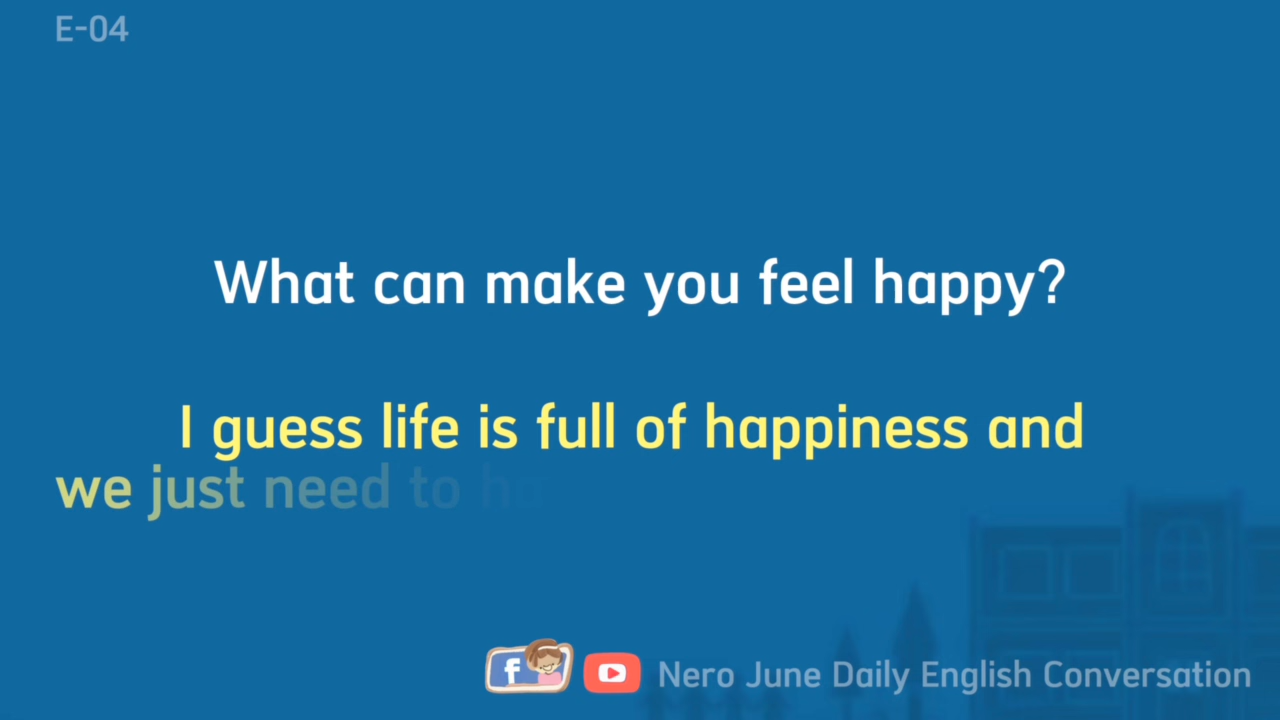 E-04
What can make you feel happy?
I guess life is full of happiness and
we just need to ha
f
Nero June Daily English Conversation